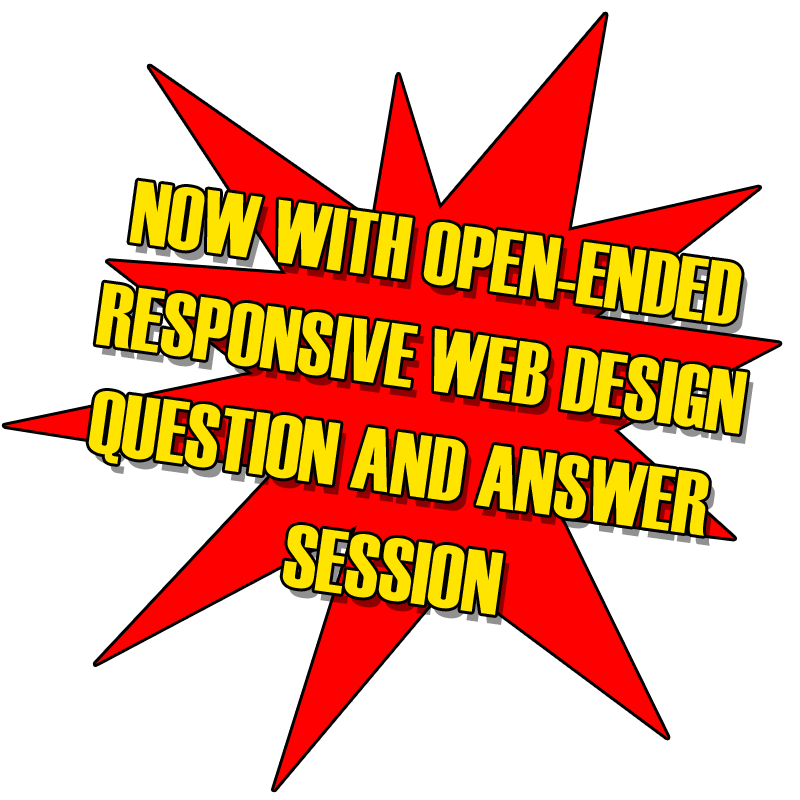 NOW WITH OPEN-ENDED
RESPONSIVE WEB DESIGN
QUESTION AND ANSWER
SESSION